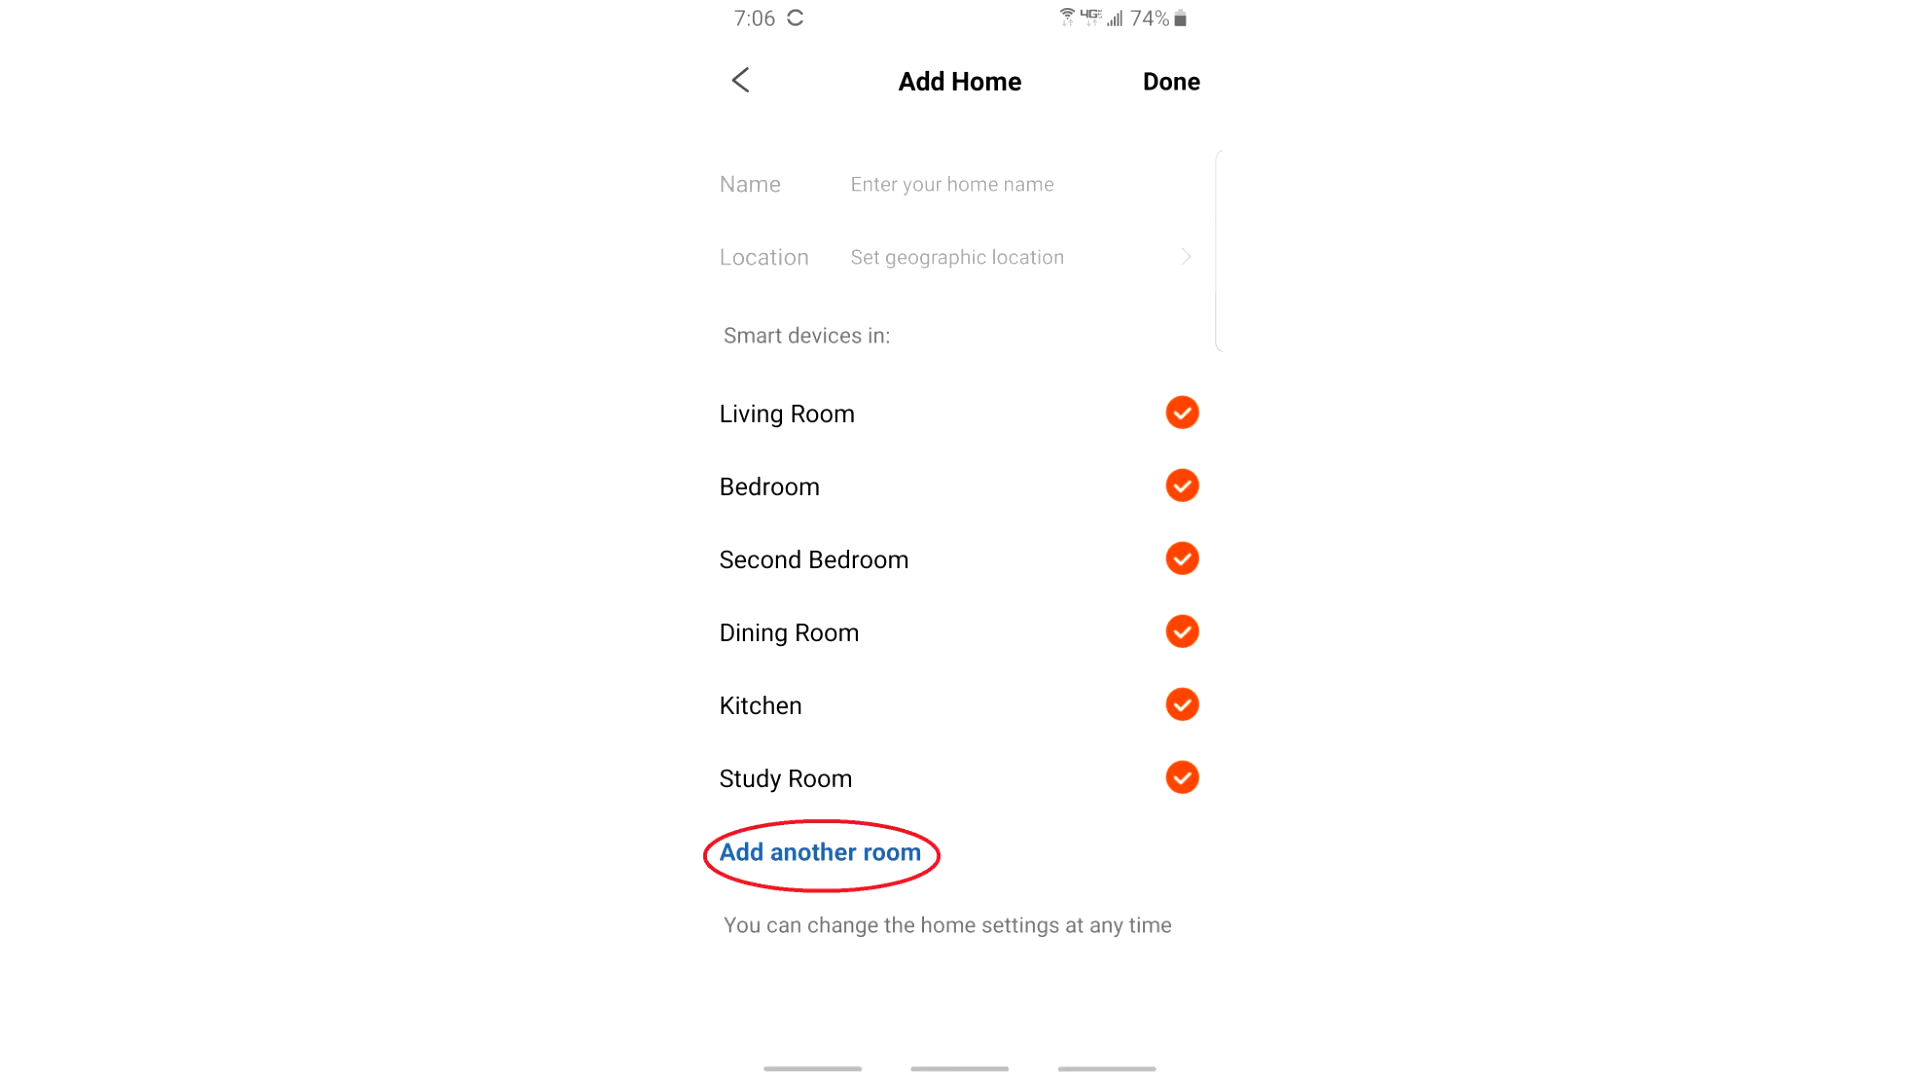 7:06 4G 74%
Add Home Done
Name Enter your home name
Location Set geographic location
Smart devices in:
Living Room
Bedroom
Second Bedroom
Dining Room
Kitchen
Study Room
Add another room
You can change the home settings at any time